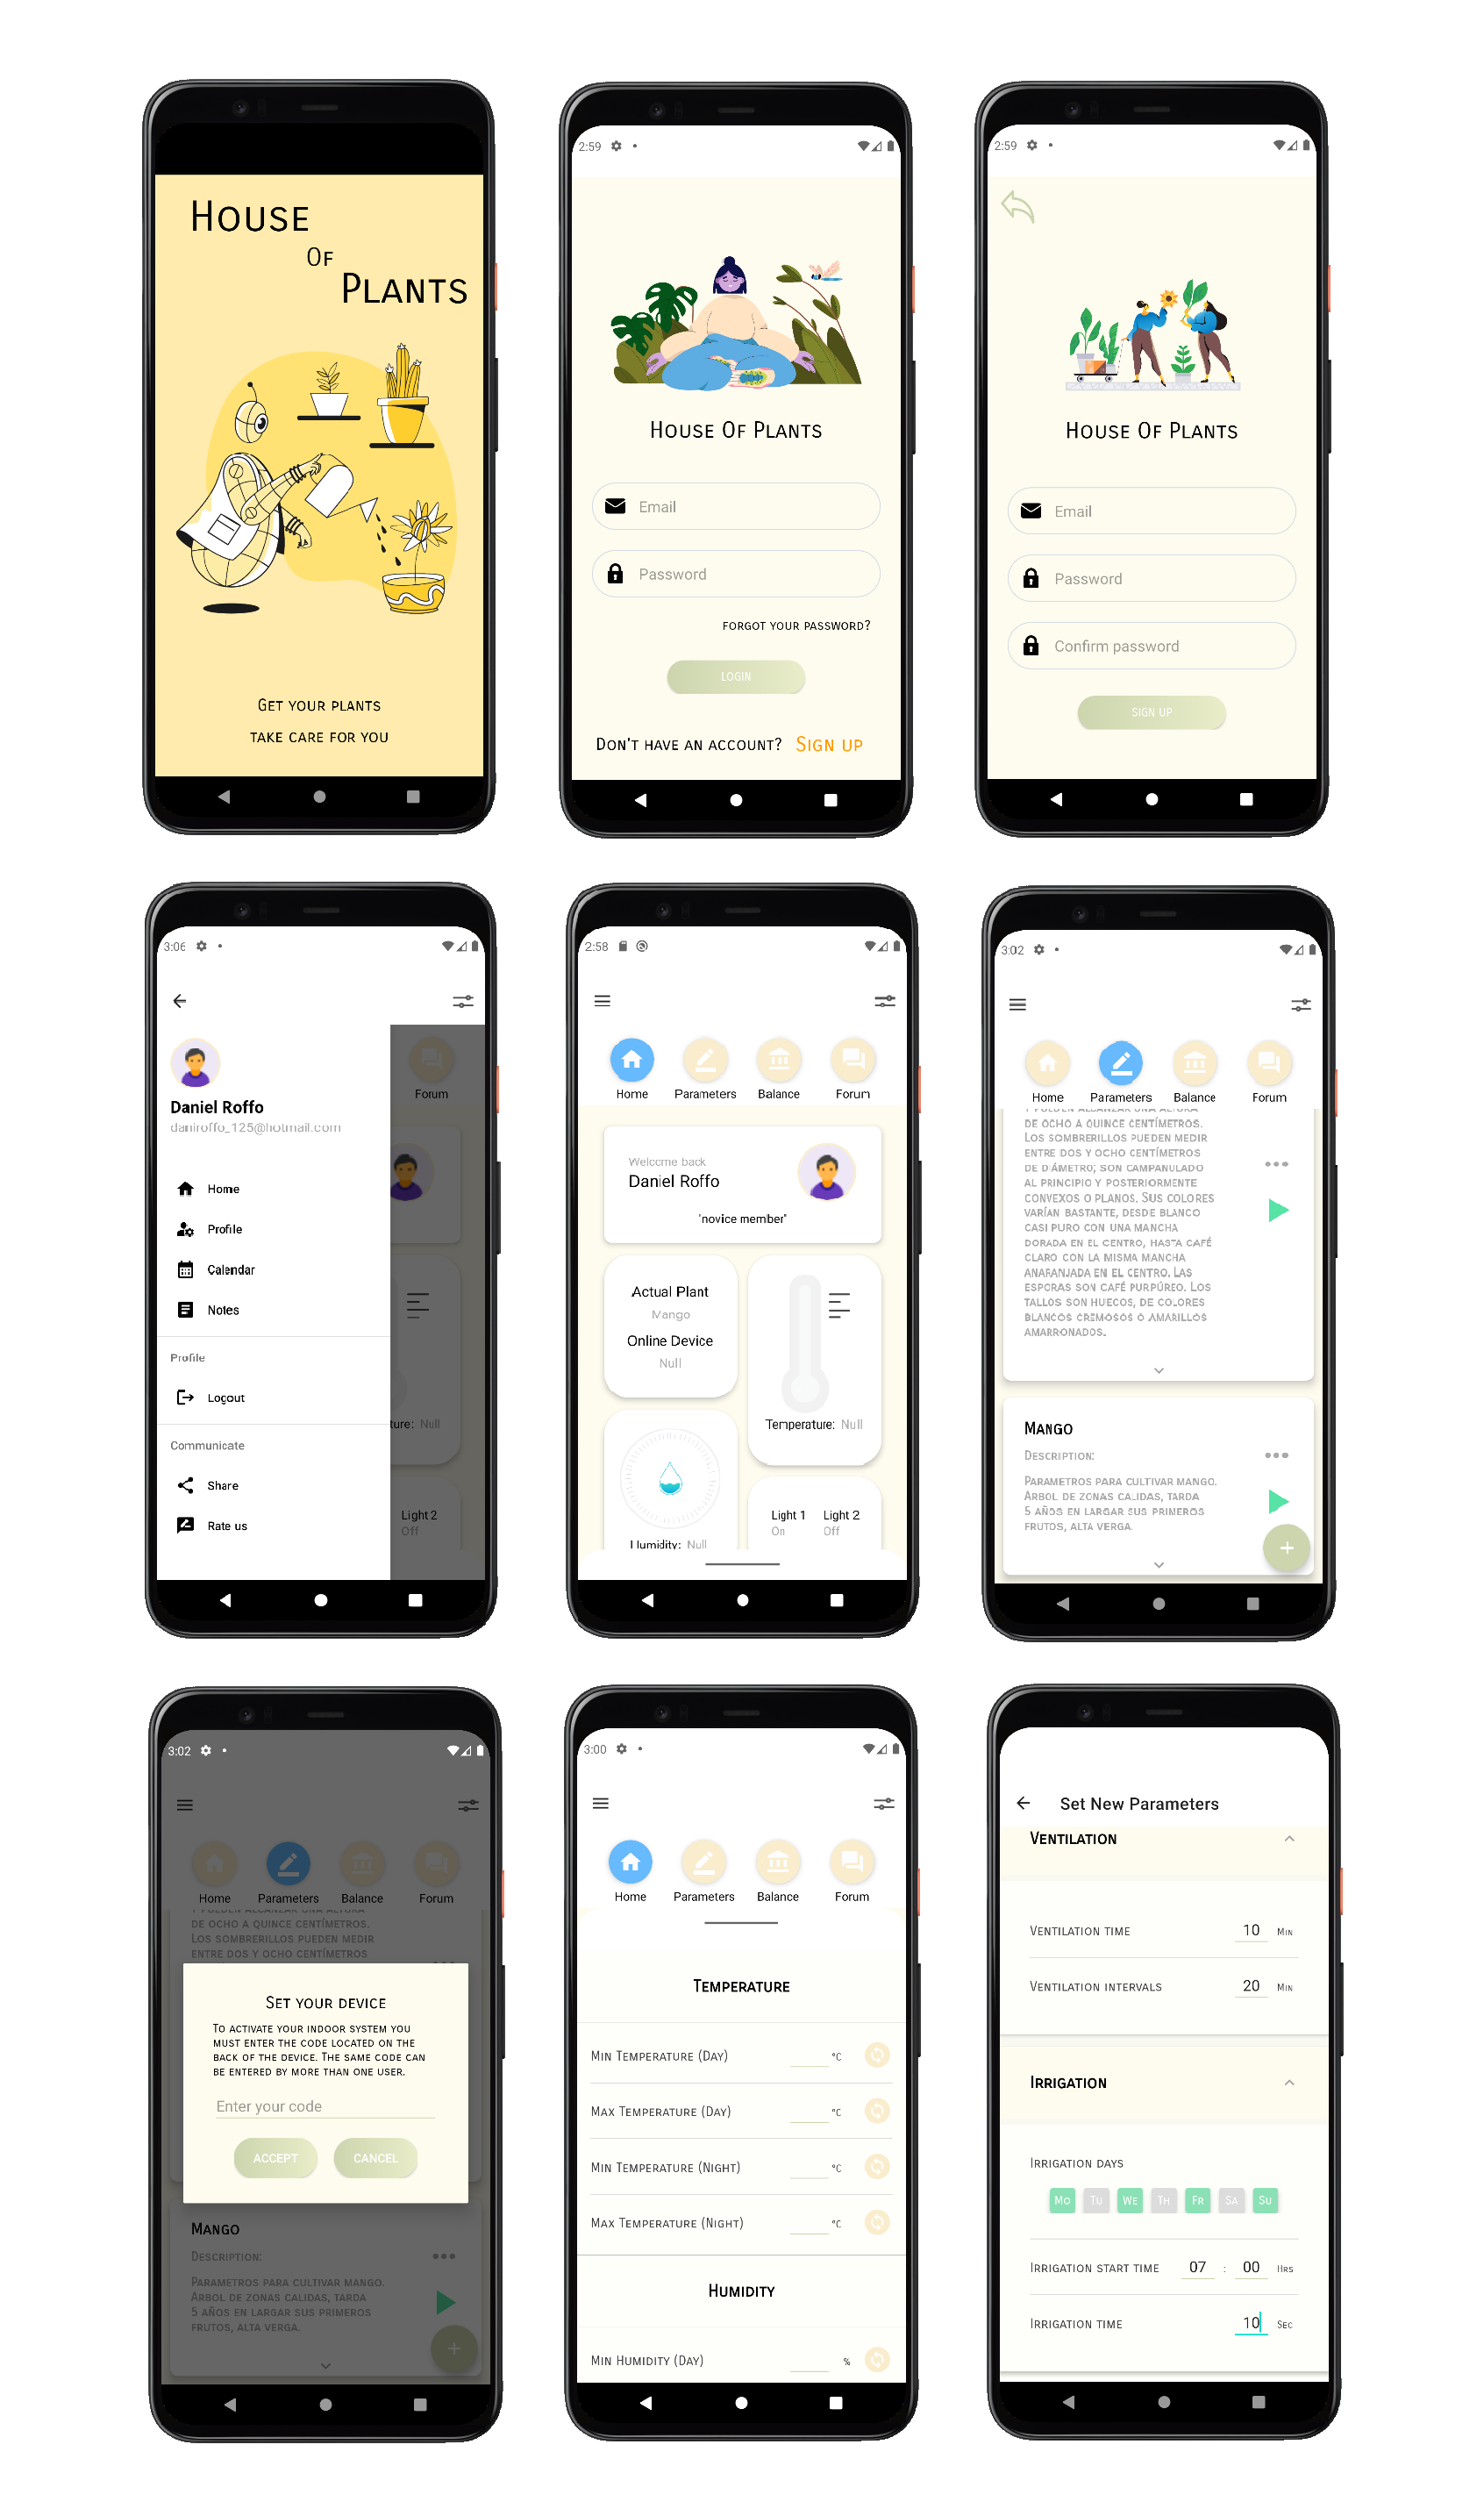 House
Of
Plants
Get your plants
take care for you
2:59
House Of Plants
Email
Password
forgot your password?
LOGIN
Don't have an account? Sign up
2:59
House Of Plants
Email
Password
Confirm password
SIGN UP
3:06
Forum
Daniel Roffo
daniroffo_125@hotmail.com
Home
Profile
Calendar
Notes
Profile
Logout
ture: Null
Communicate
Share
Light 2
Off
Rate us
2:58
Home Parameters Balance Forum
Welcome back
Daniel Roffo
"novice member"
Actual Plant
Mango
Online Device
Null
Temperature: Null
Light 1 Light 2
On Off
Humidity: Null
3:02
Home Parameters Balance Forum
Y pueden alcanzar una altura
de ocho a quince centímetros.
Los sombrerillos pueden medir
entre dos y ocho centímetros
de diámetro; son campanulado
al principio y posteriormente
convexos o planos. Sus colores
varían bastante, desde blanco
casi puro con una mancha
dorada en el centro, hasta café
claro con la misma mancha
anaranjada en el centro. Las
esporas son café purpúreo. Los
tallos son huecos, de colores
blancos cremosos o amarillos
amarronados.
Mango
Description:
Parametros para cultivar mango.
Arbol de zonas calidas, tarda
5 años en largar sus primeros
frutos, alta verga.
3:02
Home Parameters Balance Forum
Y pueden alcanzar una altura
de ocho a quince centímetros.
Los sombrerillos pueden medir
entre dos y ocho centímetros
Set your device
To activate your indoor system you
must enter the code located on the
back of the device. The same code can
be entered by more than one user.
Enter your code
ACCEPT CANCEL
Mango
Description:
Parametros para cultivar mango.
Arbol de zonas calidas, tarda
5 años en largar sus primeros
frutos, alta verga.
3:00
Home Parameters Balance Forum
Temperature
Min Temperature (Day) °C
Max Temperature (Day) °C
Min Temperature (Night) °C
Max Temperature (Night) °C
Humidity
Min Humidity (Day) %
Set New Parameters
Ventilation
Ventilation time 10 Min
Ventilation intervals 20 Min
Irrigation
Irrigation days
Mo Tu We Th Fr Sa Su
Irrigation start time 07 : 00 Hrs
Irrigation time 10 Sec